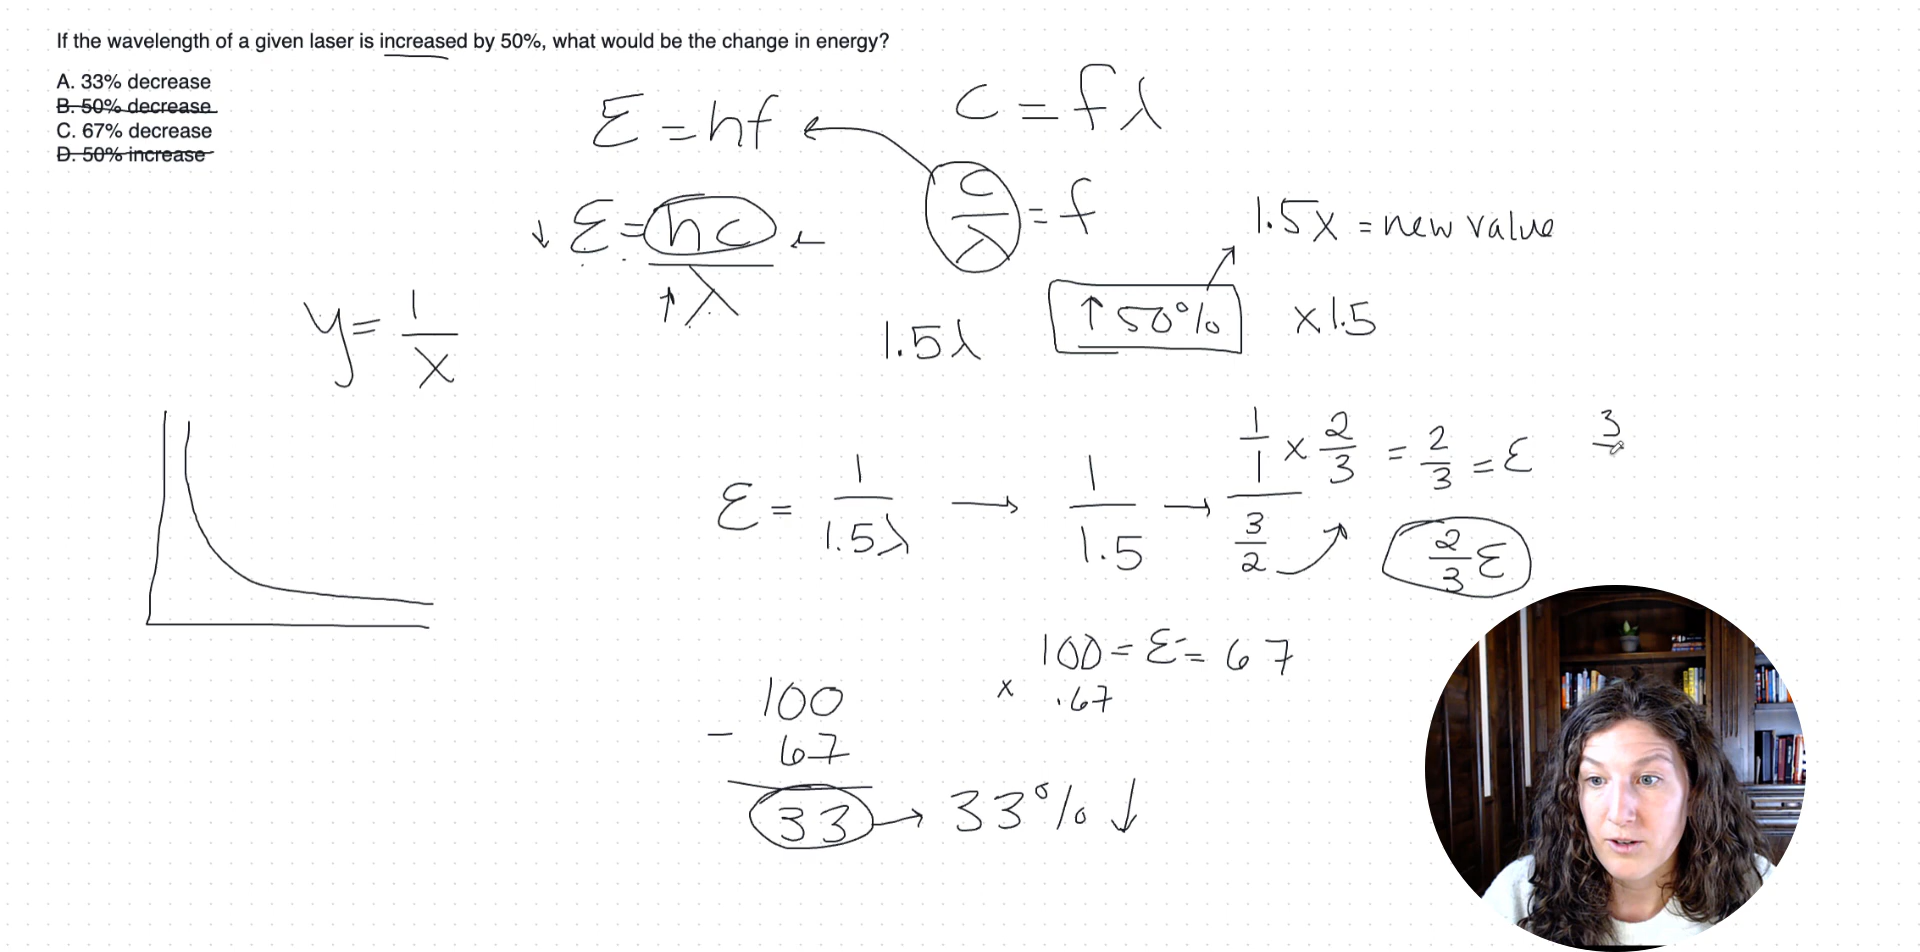 If the wavelength of a given laser is increased by 50%, what would be the change in energy?
A. 33% decrease
B. 50% decrease
C. 67% decrease
D. 50% increase
E = hf
c = fλ
↓ E = hc / ↑ λ
c / λ = f
1.5x = new value
↑ 50%
x 1.5
1.5λ
y = 1 / x
E = 1 / 1.5λ → 1 / 1.5 → 1/1 x 2/3 = 2/3 = E
3/2
2/3 E
3
100 = E = 67
x .67
100
- 67
33 → 33% ↓